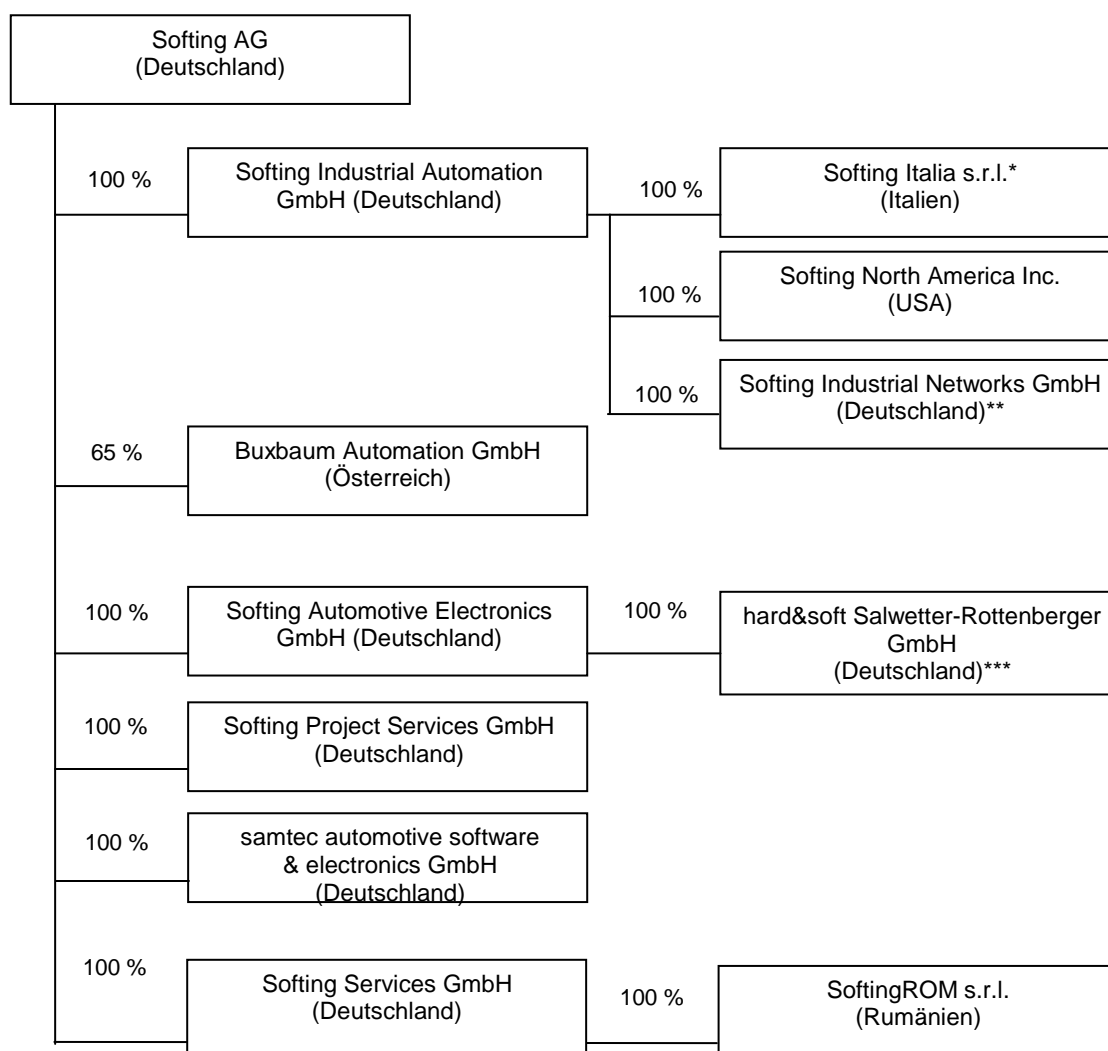 Softing AG
(Deutschland)
100 %
Softing Industrial Automation
GmbH (Deutschland)
100 %
Softing Italia s.r.l.*
(Italien)
100 %
Softing North America Inc.
(USA)
100 %
Softing Industrial Networks GmbH
(Deutschland)**
65 %
Buxbaum Automation GmbH
(Österreich)
100 %
Softing Automotive Electronics
GmbH (Deutschland)
100 %
hard&soft Salwetter-Rottenberger
GmbH
(Deutschland)***
100 %
Softing Project Services GmbH
(Deutschland)
100 %
samtec automotive software
& electronics GmbH
(Deutschland)
100 %
Softing Services GmbH
(Deutschland)
100 %
SoftingROM s.r.l.
(Rumänien)